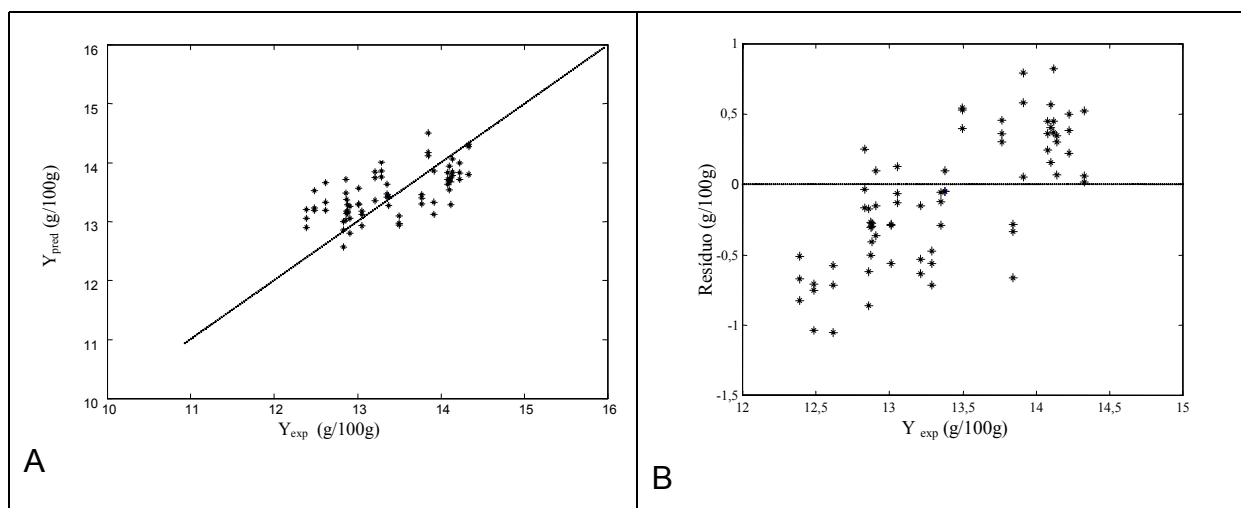 16
15
14
13
12
11
10
Ypred (g/100g)
10 11 12 13 14 15 16
Yexp (g/100g)
A
1
0,5
0
-0,5
-1
-1,5
Resíduo (g/100g)
12 12,5 13 13,5 14 14,5 15
Y exp (g/100g)
B